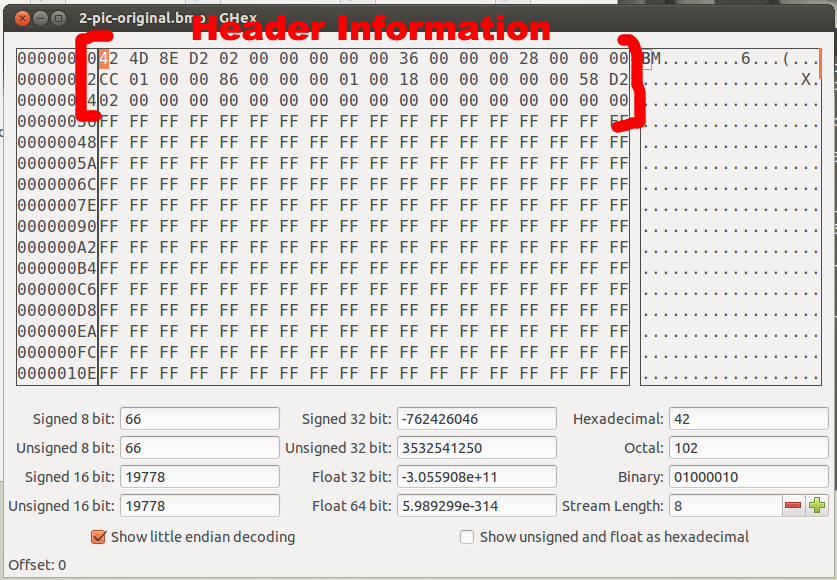 2-pic-original.bmp - GHex
Header Information
00000000 42 4D 8E D2 02 00 00 00 00 00 36 00 00 00 28 00 00 00 BM........6...(...
00000012 CC 01 00 00 86 00 00 00 01 00 18 00 00 00 00 00 58 D2 ................X.
00000024 02 00 00 00 00 00 00 00 00 00 00 00 00 00 00 00 00 00 ..................
00000036 FF FF FF FF FF FF FF FF FF FF FF FF FF FF FF FF FF FF ..................
00000048 FF FF FF FF FF FF FF FF FF FF FF FF FF FF FF FF FF FF ..................
0000005A FF FF FF FF FF FF FF FF FF FF FF FF FF FF FF FF FF FF ..................
0000006C FF FF FF FF FF FF FF FF FF FF FF FF FF FF FF FF FF FF ..................
0000007E FF FF FF FF FF FF FF FF FF FF FF FF FF FF FF FF FF FF ..................
00000090 FF FF FF FF FF FF FF FF FF FF FF FF FF FF FF FF FF FF ..................
000000A2 FF FF FF FF FF FF FF FF FF FF FF FF FF FF FF FF FF FF ..................
000000B4 FF FF FF FF FF FF FF FF FF FF FF FF FF FF FF FF FF FF ..................
000000C6 FF FF FF FF FF FF FF FF FF FF FF FF FF FF FF FF FF FF ..................
000000D8 FF FF FF FF FF FF FF FF FF FF FF FF FF FF FF FF FF FF ..................
000000EA FF FF FF FF FF FF FF FF FF FF FF FF FF FF FF FF FF FF ..................
000000FC FF FF FF FF FF FF FF FF FF FF FF FF FF FF FF FF FF FF ..................
0000010E FF FF FF FF FF FF FF FF FF FF FF FF FF FF FF FF FF FF ..................
Signed 8 bit: 66 Signed 32 bit: -762426046 Hexadecimal: 42
Unsigned 8 bit: 66 Unsigned 32 bit: 3532541250 Octal: 102
Signed 16 bit: 19778 Float 32 bit: -3.055908e+11 Binary: 01000010
Unsigned 16 bit: 19778 Float 64 bit: 5.989299e-314 Stream Length: 8
Show little endian decoding Show unsigned and float as hexadecimal
Offset: 0